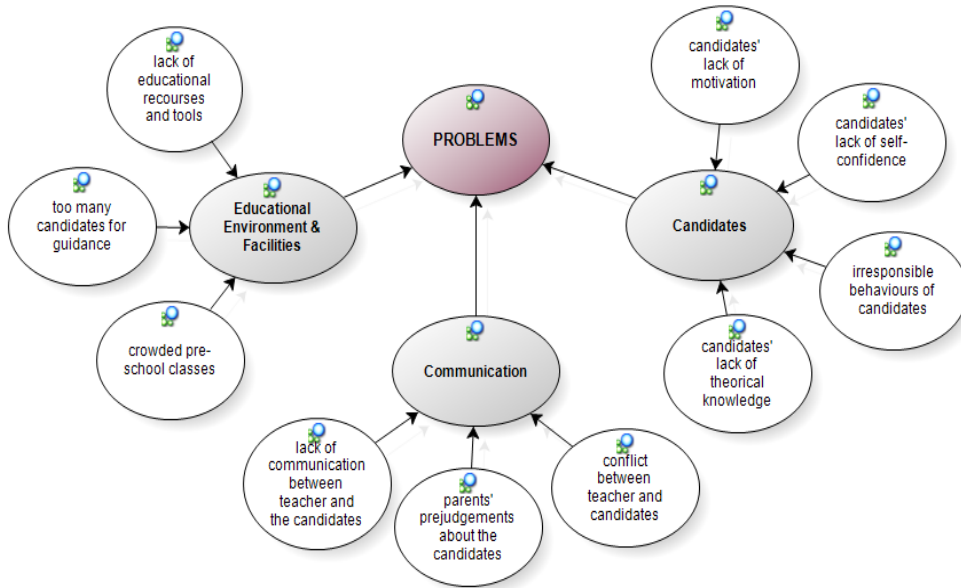 lack of
educational
recourses
and tools
candidates'
lack of
motivation
PROBLEMS
candidates'
lack of self-
confidence
too many
candidates for
guidance
Educational
Environment &
Facilities
Candidates
irresponsible
behaviours of
candidates
crowded pre-
school classes
Communication
candidates'
lack of
theorical
knowledge
lack of
communication
between
teacher and
the candidates
parents'
prejudgements
about the
candidates
conflict
between
teacher and
candidates